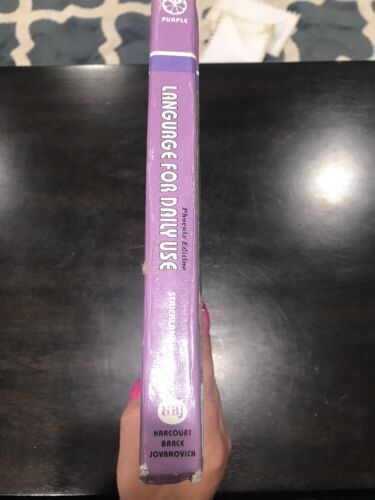 PURPLE
LANGUAGE FOR DAILY USE
Phoenix Edition
HBJ
HARCOURT
BRACE
JOVANOVICH